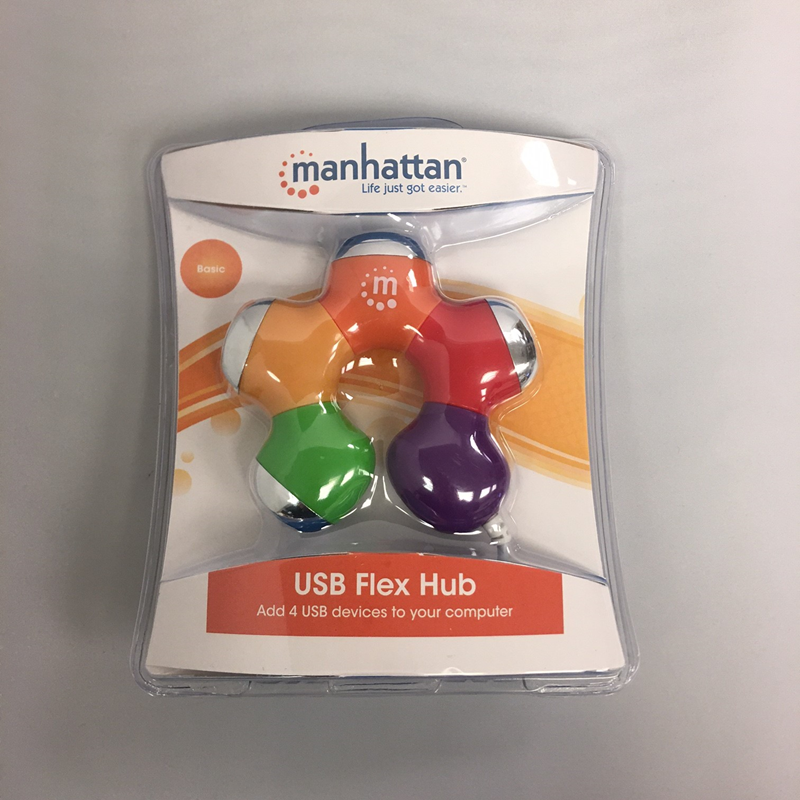 manhattan®
Life just got easier.™
Basic
m
USB Flex Hub
Add 4 USB devices to your computer